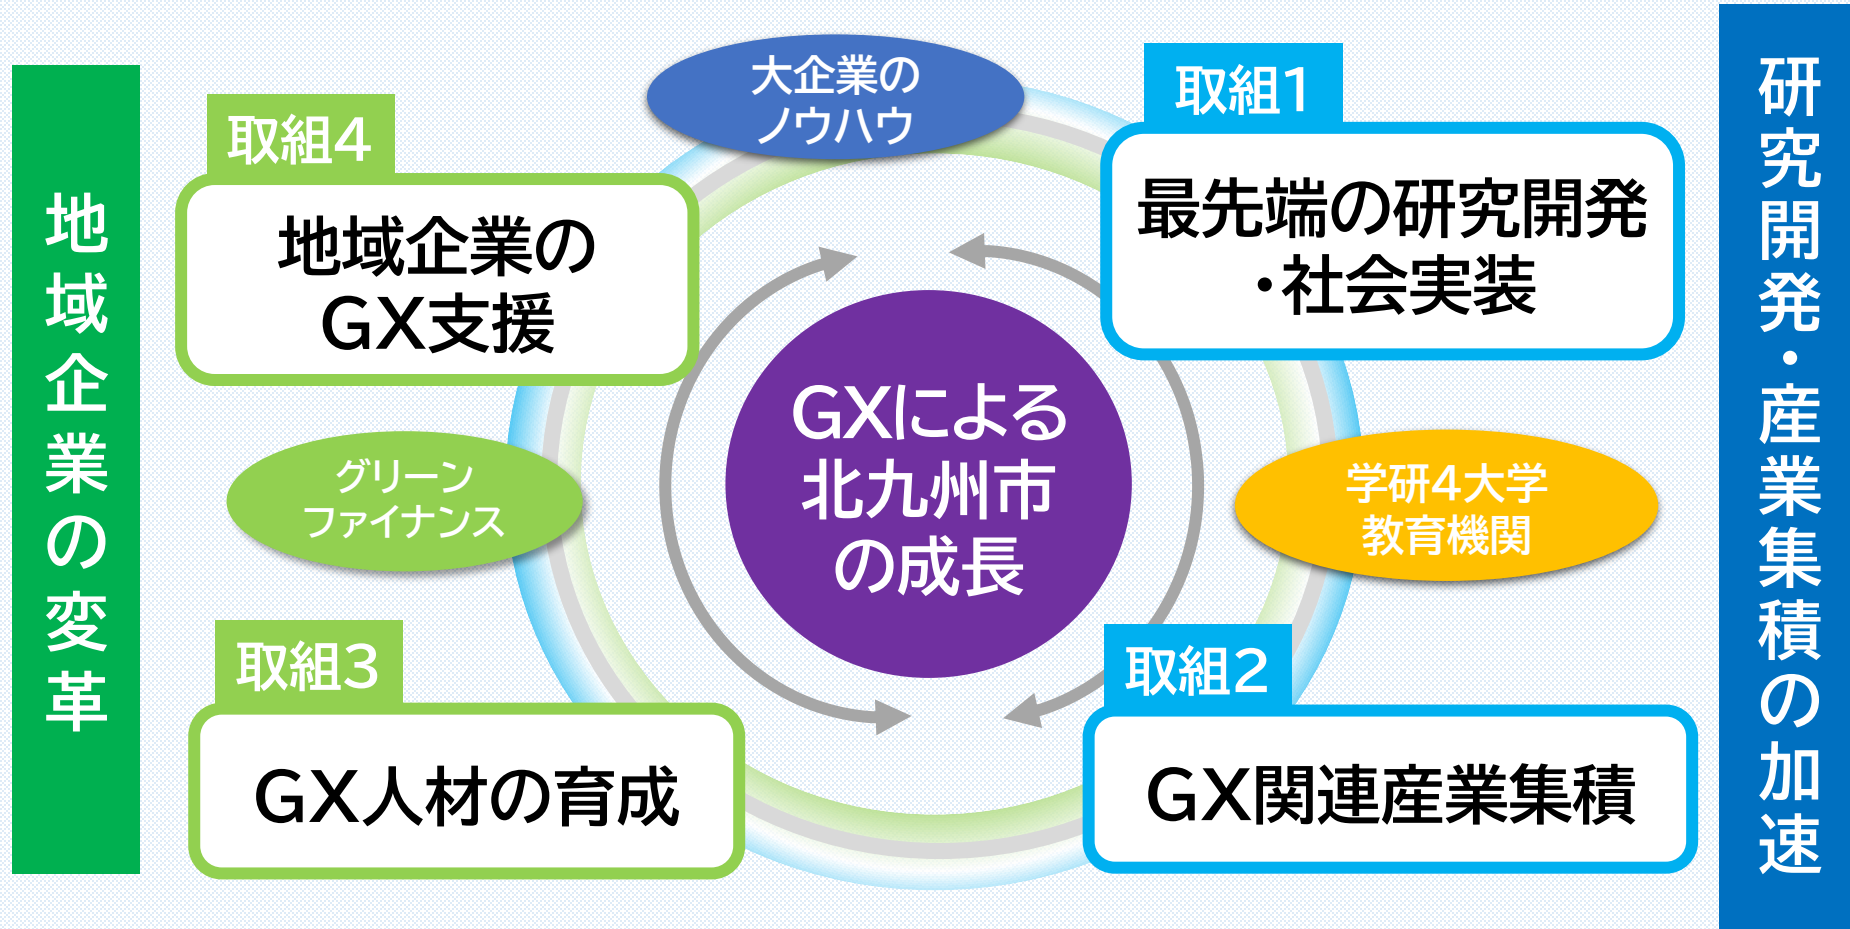 地域企業の変革
取組4
地域企業の
GX支援
大企業の
ノウハウ
取組1
最先端の研究開発
・社会実装
グリーン
ファイナンス
GXによる
北九州市
の成長
学研4大学
教育機関
取組3
GX人材の育成
取組2
GX関連産業集積
研究開発・産業集積の加速